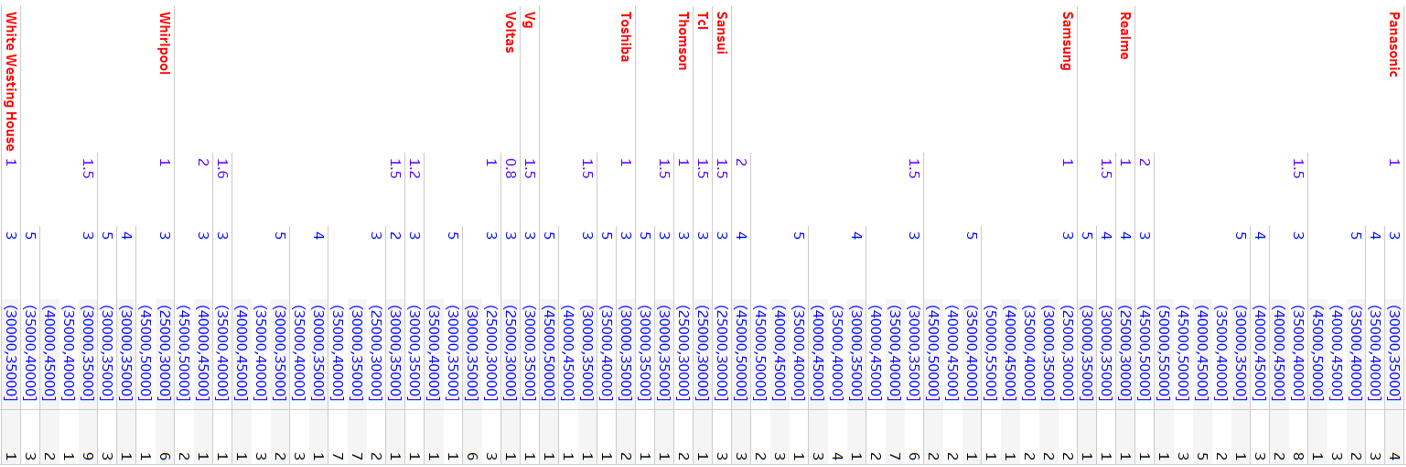 Panasonic 1 3 (30000,35000] 4
4 (35000,40000] 3
5 (35000,40000] 2
(40000,45000] 3
(45000,50000] 1
1.5 3 (35000,40000] 8
(40000,45000] 2
4 (40000,45000] 3
5 (30000,35000] 1
(35000,40000] 2
(40000,45000] 5
(45000,50000] 3
(50000,55000] 1
2 3 (45000,50000] 1
Realme 1 4 (25000,30000] 1
1.5 4 (30000,35000] 1
5 (30000,35000] 1
Samsung 1 3 (25000,30000] 2
(30000,35000] 2
(35000,40000] 2
(40000,45000] 1
(50000,55000] 1
5 (35000,40000] 1
(40000,45000] 2
(45000,50000] 2
1.5 3 (30000,35000] 6
(35000,40000] 7
(40000,45000] 2
4 (30000,35000] 1
(35000,40000] 4
(40000,45000] 3
5 (35000,40000] 1
(40000,45000] 3
(45000,50000] 2
2 4 (45000,50000] 3
Sansui 1.5 3 (25000,30000] 3
Tcl 1.5 3 (25000,30000] 1
Thomson 1 3 (25000,30000] 2
1.5 3 (30000,35000] 1
5 (30000,35000] 1
Toshiba 1 3 (30000,35000] 2
5 (35000,40000] 1
1.5 3 (30000,35000] 1
(40000,45000] 1
5 (45000,50000] 1
Vg 1.5 3 (30000,35000] 1
Voltas 0.8 3 (25000,30000] 1
1 3 (25000,30000] 3
(30000,35000] 6
5 (30000,35000] 1
(35000,40000] 1
1.2 3 (30000,35000] 1
1.5 2 (30000,35000] 1
3 (25000,30000] 2
(30000,35000] 7
(35000,40000] 7
4 (30000,35000] 1
(35000,40000] 3
5 (30000,35000] 2
(35000,40000] 3
(40000,45000] 1
1.6 3 (35000,40000] 1
2 3 (40000,45000] 1
(45000,50000] 2
Whirlpool 1 3 (25000,30000] 6
(45000,50000] 1
4 (30000,35000] 1
5 (30000,35000] 3
1.5 3 (30000,35000] 9
(35000,40000] 1
(40000,45000] 2
5 (35000,40000] 3
White Westing House 1 3 (30000,35000] 1